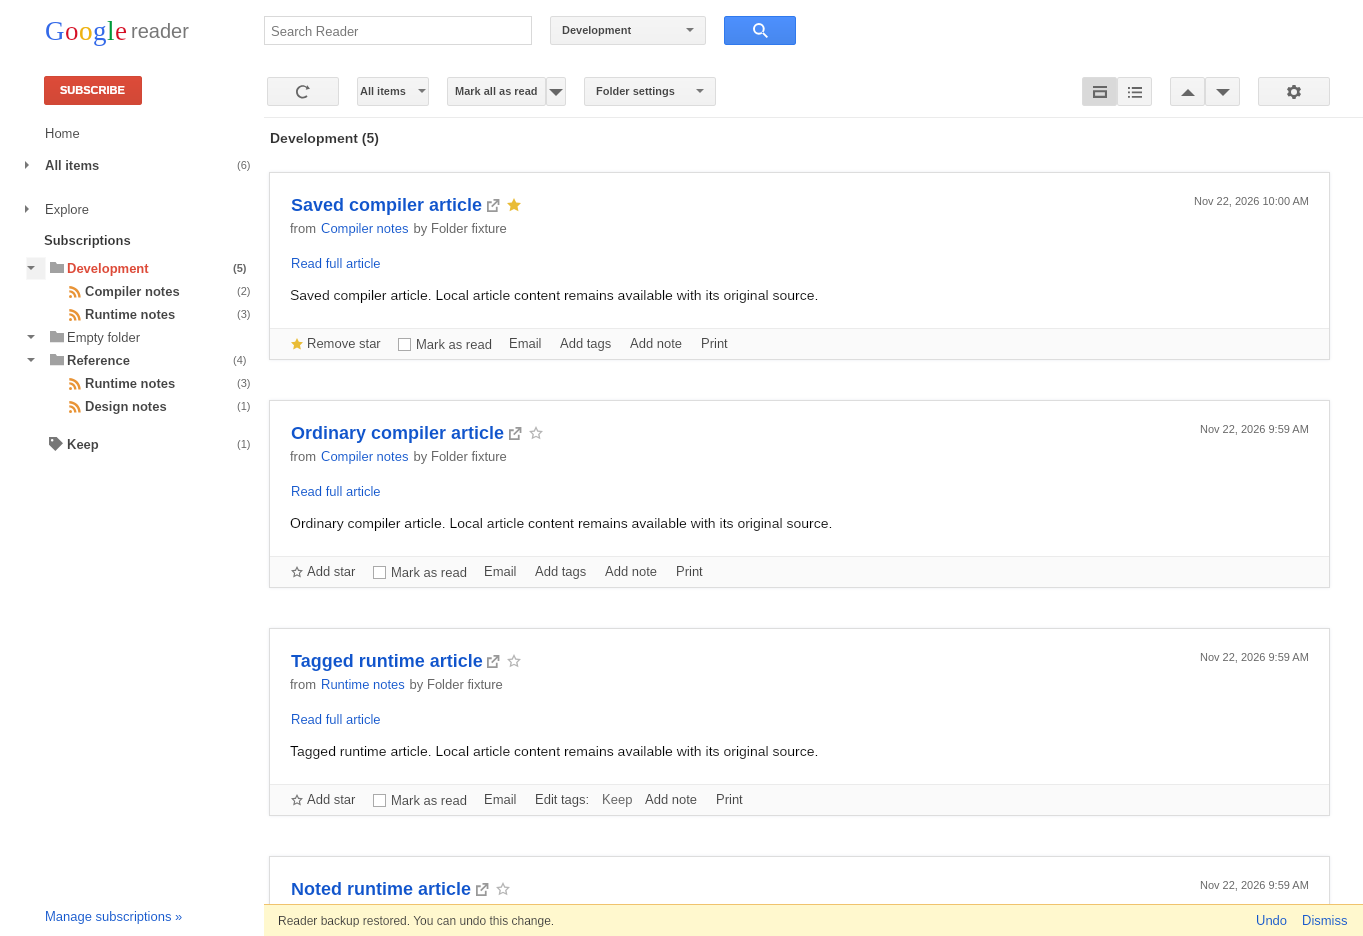 Google reader
Search Reader
Development
SUBSCRIBE
All items
Mark all as read
Folder settings
Home
All items (6)
Explore
Subscriptions
Development (5)
Compiler notes (2)
Runtime notes (3)
Empty folder
Reference (4)
Runtime notes (3)
Design notes (1)
Keep (1)
Manage subscriptions »
Development (5)
Saved compiler article
Nov 22, 2026 10:00 AM
from Compiler notes by Folder fixture
Read full article
Saved compiler article. Local article content remains available with its original source.
Remove star Mark as read Email Add tags Add note Print
Ordinary compiler article
Nov 22, 2026 9:59 AM
from Compiler notes by Folder fixture
Read full article
Ordinary compiler article. Local article content remains available with its original source.
Add star Mark as read Email Add tags Add note Print
Tagged runtime article
Nov 22, 2026 9:59 AM
from Runtime notes by Folder fixture
Read full article
Tagged runtime article. Local article content remains available with its original source.
Add star Mark as read Email Edit tags: Keep Add note Print
Noted runtime article
Nov 22, 2026 9:59 AM
Reader backup restored. You can undo this change.
Undo Dismiss